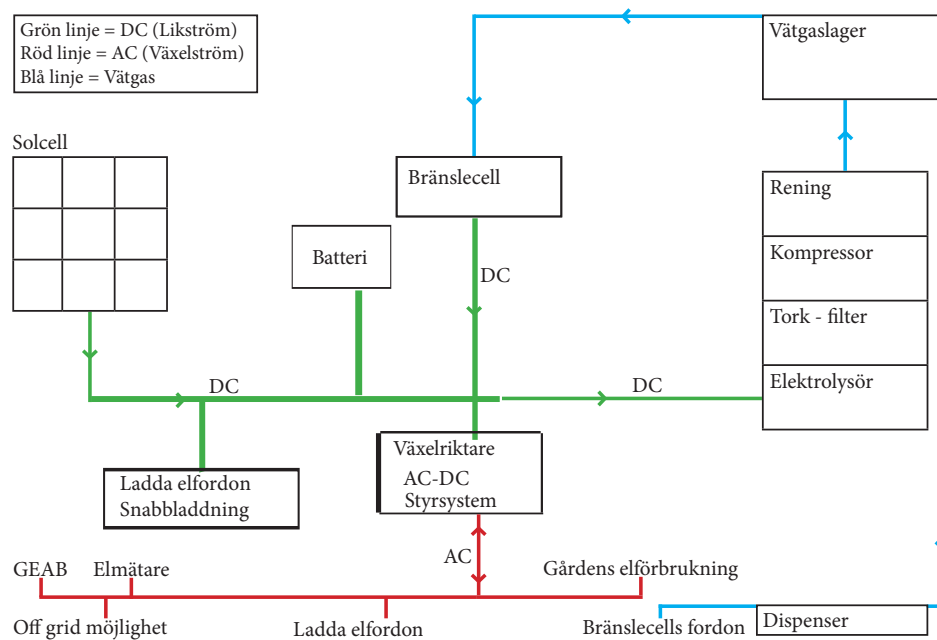 Grön linje = DC (Likström)
Röd linje = AC (Växelström)
Blå linje = Vätgas
Vätgaslager
Solcell
Bränslecell
Rening
Batteri
Kompressor
DC
Tork - filter
DC
DC
Elektrolysör
Växelriktare
AC-DC
Styrsystem
Ladda elfordon
Snabbladdning
AC
GEAB
Elmätare
Gårdens elförbrukning
Off grid möjlighet
Ladda elfordon
Bränslecells fordon
Dispenser